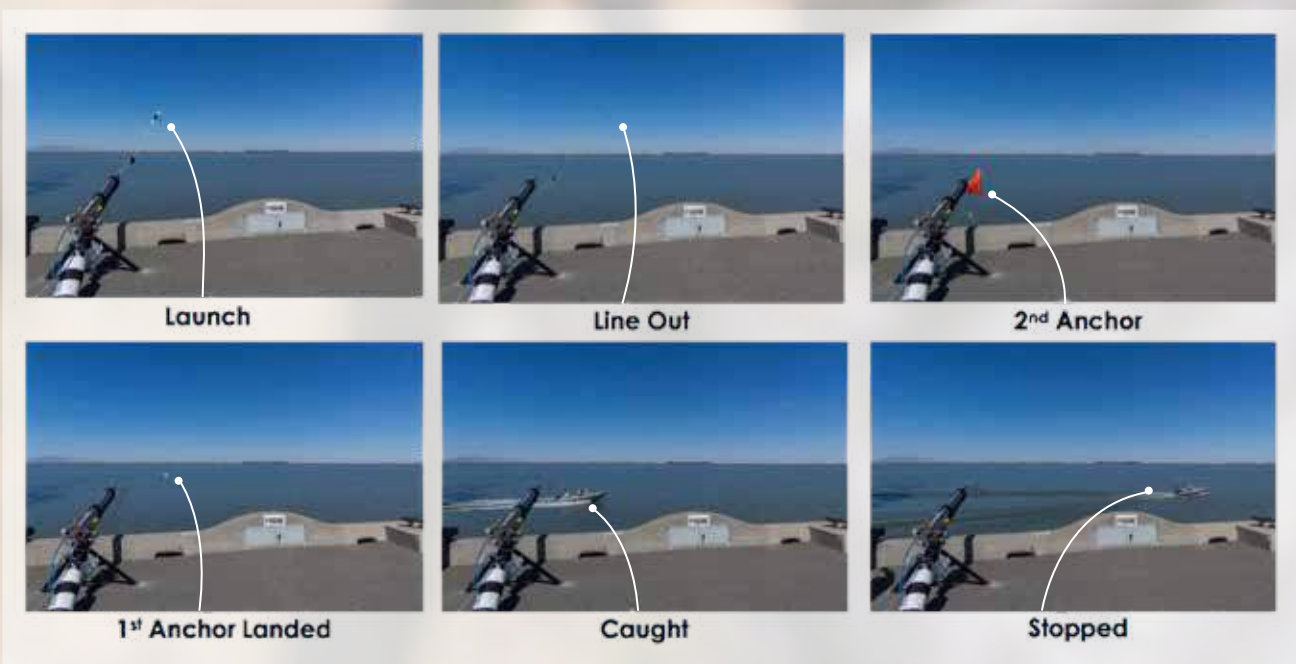 Launch
Line Out
2nd Anchor
1st Anchor Landed
Caught
Stopped